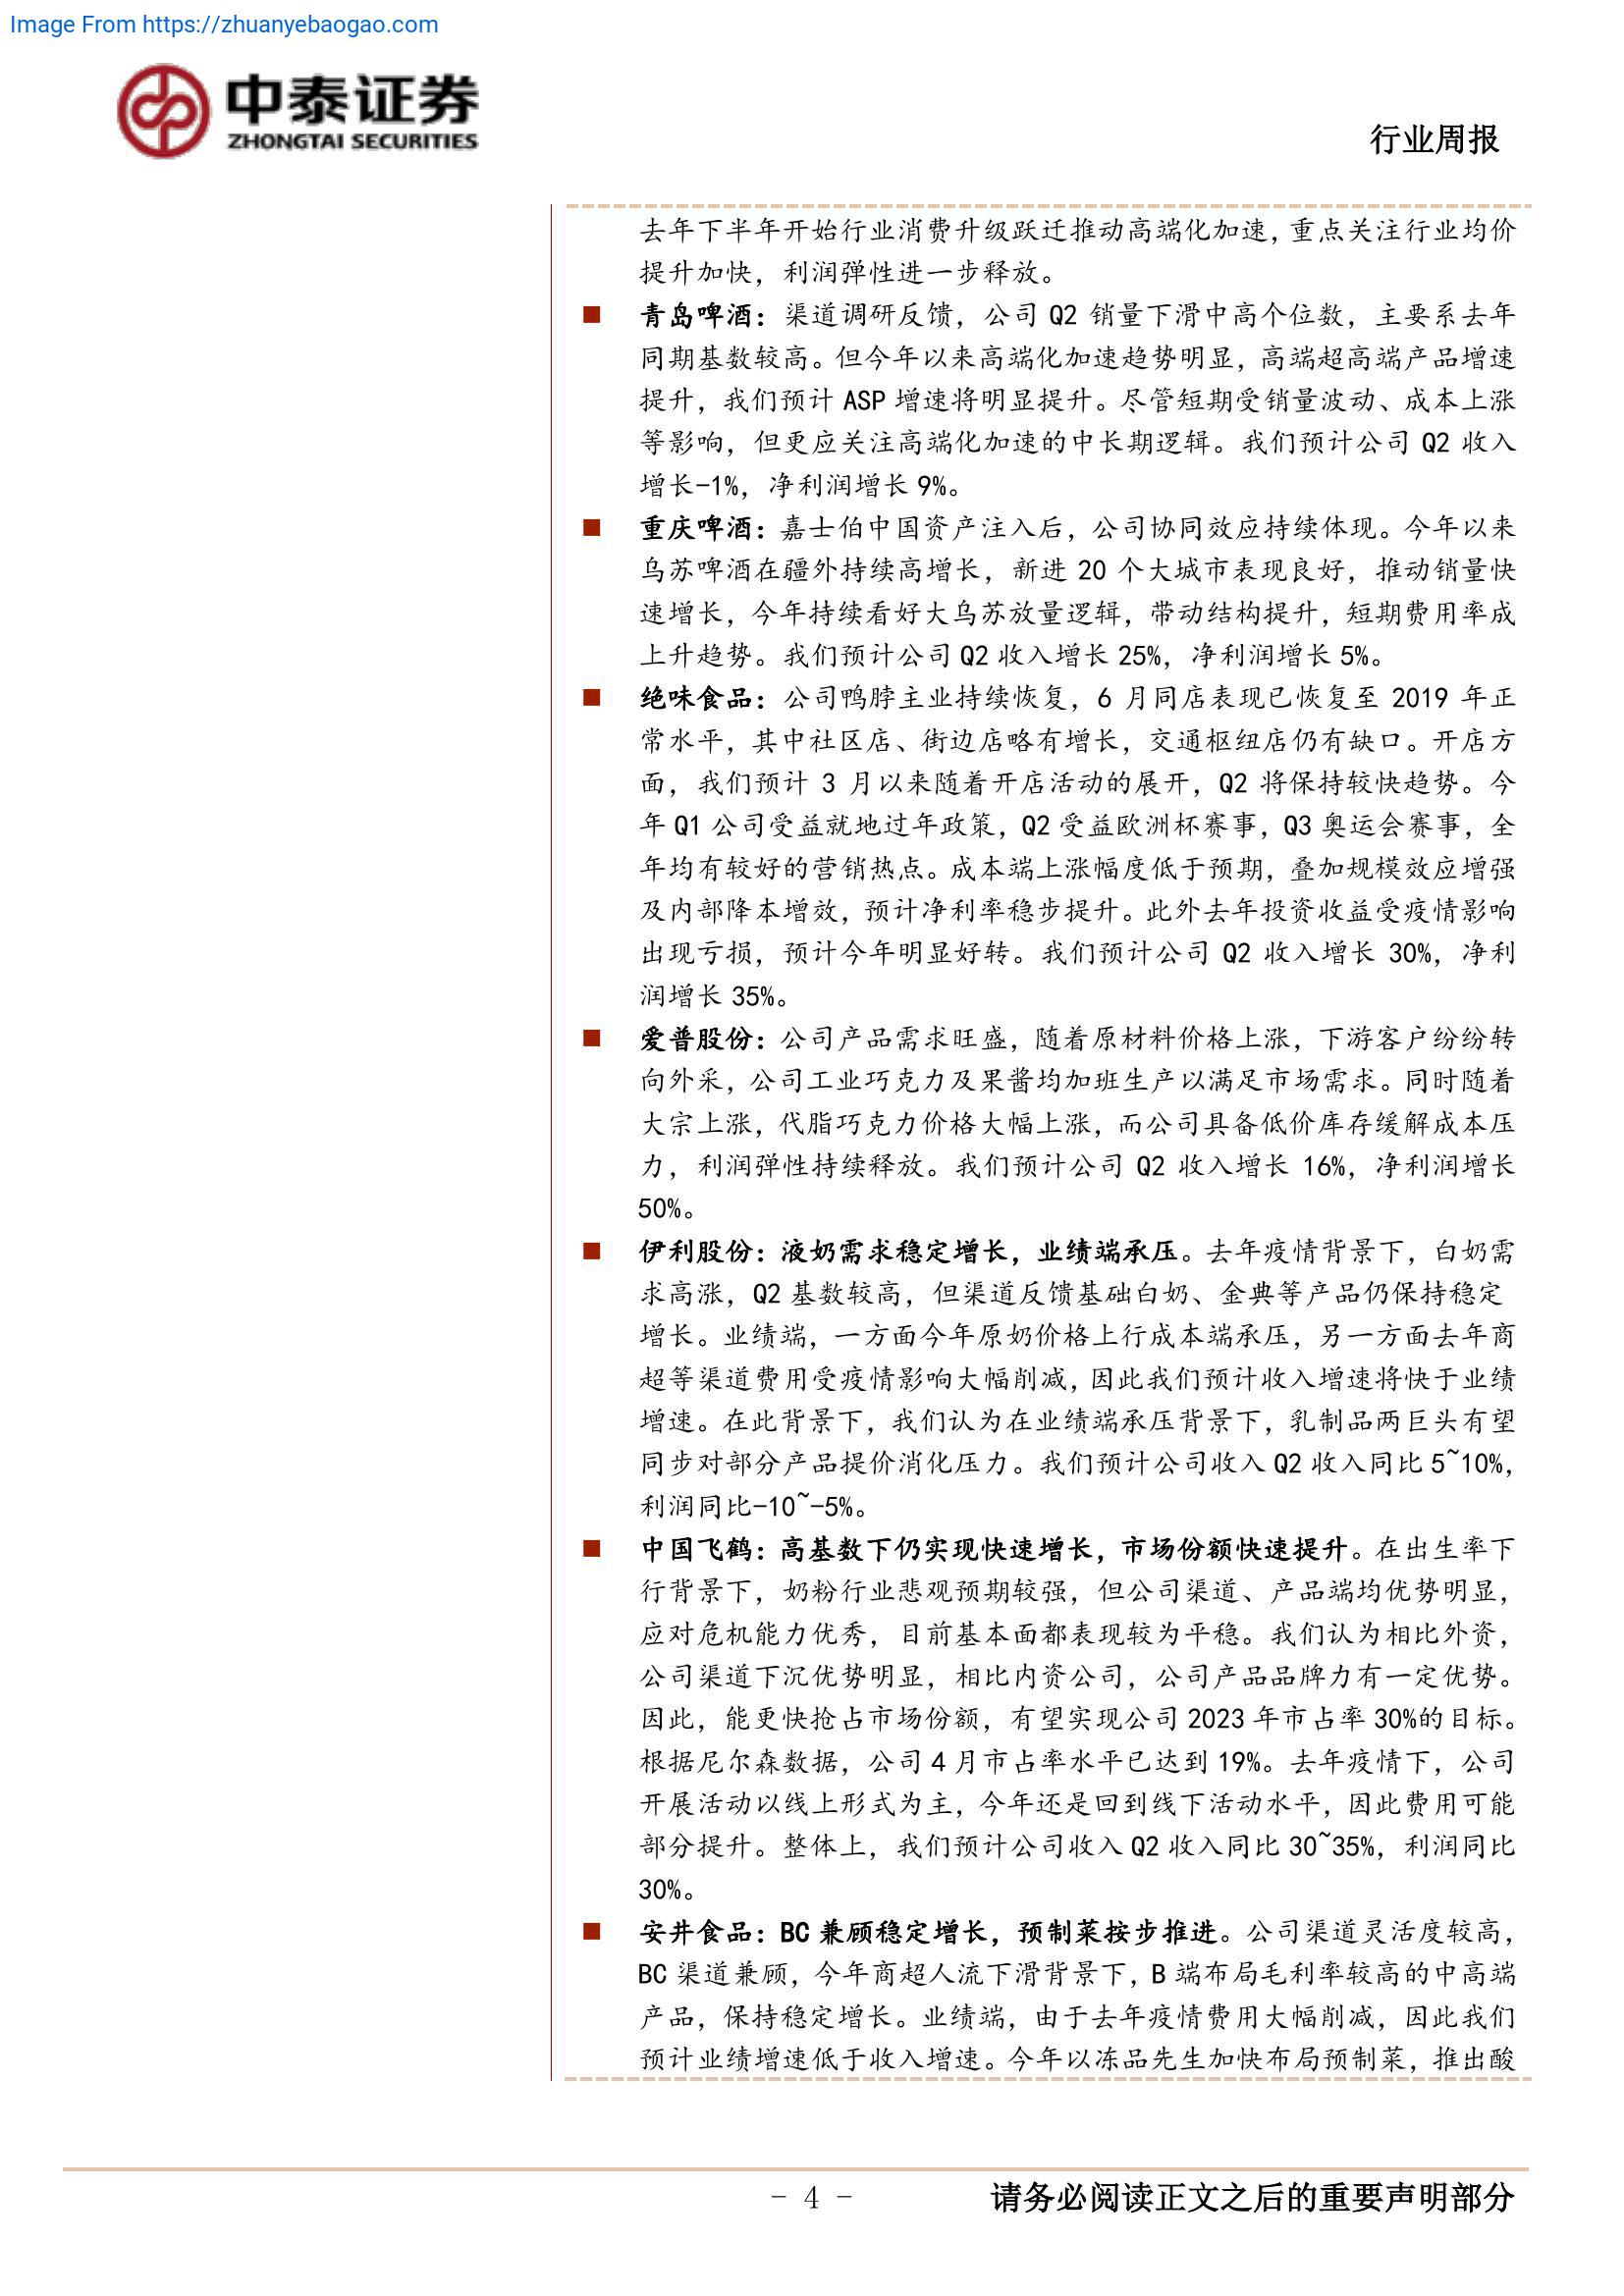 Image From https://zhuanyebaogao.com
中泰证券
ZHONGTAI SECURITIES
行业周报
去年下半年开始行业消费升级跃迁推动高端化加速，重点关注行业均价
提升加快，利润弹性进一步释放。
■ 青岛啤酒：渠道调研反馈，公司 Q2 销量下滑中高个位数，主要系去年
同期基数较高。但今年以来高端化加速趋势明显，高端超高端产品增速
提升，我们预计 ASP 增速将明显提升。尽管短期受销量波动、成本上涨
等影响，但更应关注高端化加速的中长期逻辑。我们预计公司 Q2 收入
增长-1%，净利润增长 9%。
■ 重庆啤酒：嘉士伯中国资产注入后，公司协同效应持续体现。今年以来
乌苏啤酒在疆外持续高增长，新进 20 个大城市表现良好，推动销量快
速增长，今年持续看好大乌苏放量逻辑，带动结构提升，短期费用率成
上升趋势。我们预计公司 Q2 收入增长 25%，净利润增长 5%。
■ 绝味食品：公司鸭脖主业持续恢复，6 月同店表现已恢复至 2019 年正
常水平，其中社区店、街边店略有增长，交通枢纽店仍有缺口。开店方
面，我们预计 3 月以来随着开店活动的展开，Q2 将保持较快趋势。今
年 Q1 公司受益就地过年政策，Q2 受益欧洲杯赛事，Q3 奥运会赛事，全
年均有较好的营销热点。成本端上涨幅度低于预期，叠加规模效应增强
及内部降本增效，预计净利率稳步提升。此外去年投资收益受疫情影响
出现亏损，预计今年明显好转。我们预计公司 Q2 收入增长 30%，净利
润增长 35%。
■ 爱普股份：公司产品需求旺盛，随着原材料价格上涨，下游客户纷纷转
向外采，公司工业巧克力及果酱均加班生产以满足市场需求。同时随着
大宗上涨，代脂巧克力价格大幅上涨，而公司具备低价库存缓解成本压
力，利润弹性持续释放。我们预计公司 Q2 收入增长 16%，净利润增长
50%。
■ 伊利股份：液奶需求稳定增长，业绩端承压。去年疫情背景下，白奶需
求高涨，Q2 基数较高，但渠道反馈基础白奶、金典等产品仍保持稳定
增长。业绩端，一方面今年原奶价格上行成本端承压，另一方面去年商
超等渠道费用受疫情影响大幅削减，因此我们预计收入增速将快于业绩
增速。在此背景下，我们认为在业绩端承压背景下，乳制品两巨头有望
同步对部分产品提价消化压力。我们预计公司收入 Q2 收入同比 5~10%，
利润同比-10~-5%。
■ 中国飞鹤：高基数下仍实现快速增长，市场份额快速提升。在出生率下
行背景下，奶粉行业悲观预期较强，但公司渠道、产品端均优势明显，
应对危机能力优秀，目前基本面都表现较为平稳。我们认为相比外资，
公司渠道下沉优势明显，相比内资公司，公司产品品牌力有一定优势。
因此，能更快抢占市场份额，有望实现公司 2023 年市占率 30%的目标。
根据尼尔森数据，公司 4 月市占率水平已达到 19%。去年疫情下，公司
开展活动以线上形式为主，今年还是回到线下活动水平，因此费用可能
部分提升。整体上，我们预计公司收入 Q2 收入同比 30~35%，利润同比
30%。
■ 安井食品：BC 兼顾稳定增长，预制菜按步推进。公司渠道灵活度较高，
BC 渠道兼顾，今年商超人流下滑背景下，B 端布局毛利率较高的中高端
产品，保持稳定增长。业绩端，由于去年疫情费用大幅削减，因此我们
预计业绩增速低于收入增速。今年以冻品先生加快布局预制菜，推出酸
- 4 -
请务必阅读正文之后的重要声明部分